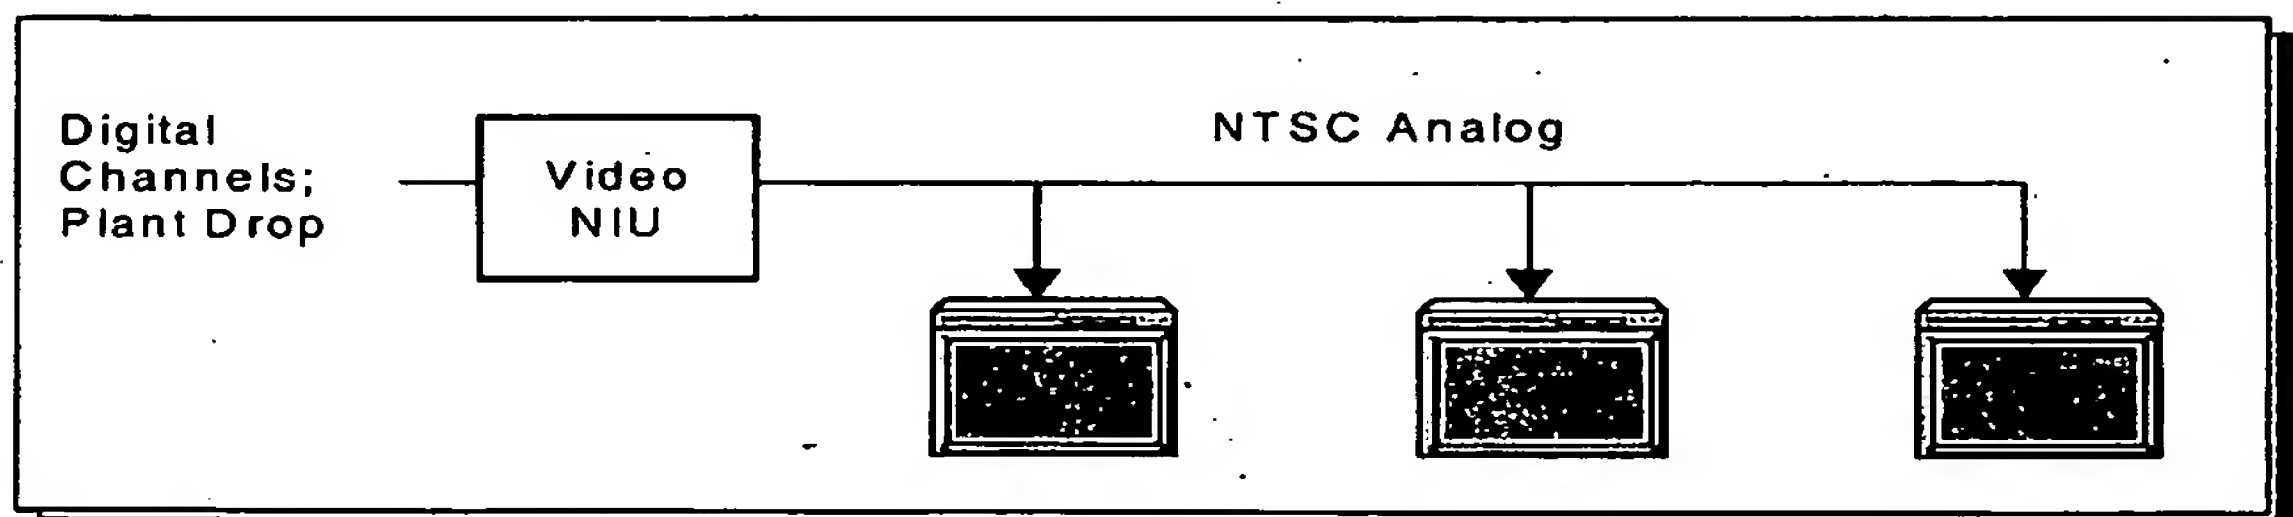 Digital
Channels;
Plant Drop
Video
NIU
NTSC Analog